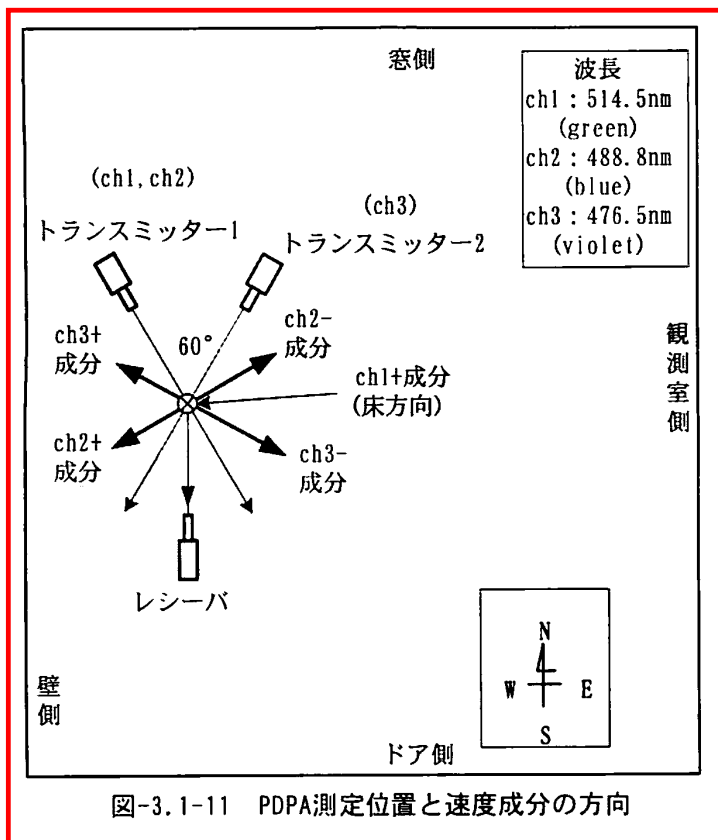 窓側
波長
ch1：514.5nm
(green)
ch2：488.8nm
(blue)
ch3：476.5nm
(violet)
(ch1,ch2)
トランスミッター1
(ch3)
トランスミッター2
ch3+
成分
60°
ch2−
成分
ch1+成分
(床方向)
観測室側
ch2+
成分
ch3−
成分
レシーバ
壁側
N
W
E
S
ドア側
図-3.1-11 PDPA測定位置と速度成分の方向